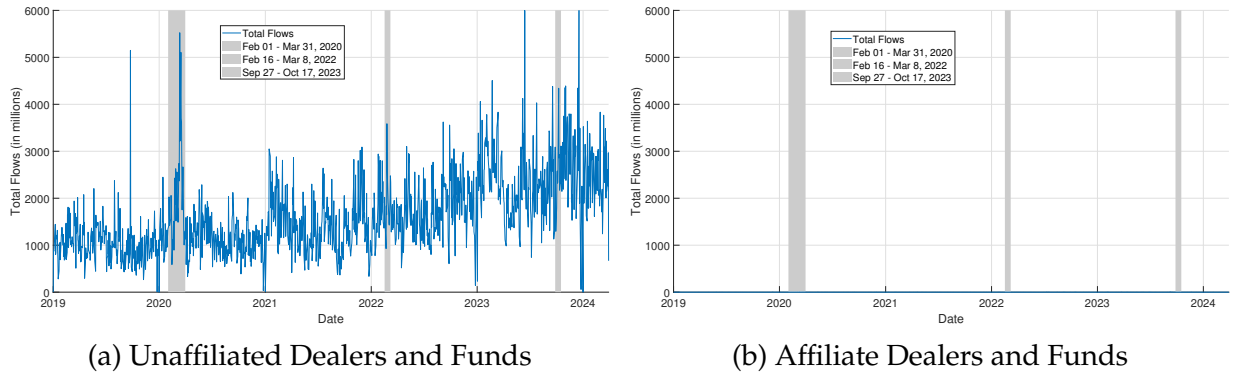 6000
5000
4000
3000
2000
1000
0
Total Flows (in millions)
Total Flows
Feb 01 - Mar 31, 2020
Feb 16 - Mar 8, 2022
Sep 27 - Oct 17, 2023
2019 2020 2021 2022 2023 2024
Date
(a) Unaffiliated Dealers and Funds
6000
5000
4000
3000
2000
1000
0
Total Flows (in millions)
Total Flows
Feb 01 - Mar 31, 2020
Feb 16 - Mar 8, 2022
Sep 27 - Oct 17, 2023
2019 2020 2021 2022 2023 2024
Date
(b) Affiliate Dealers and Funds